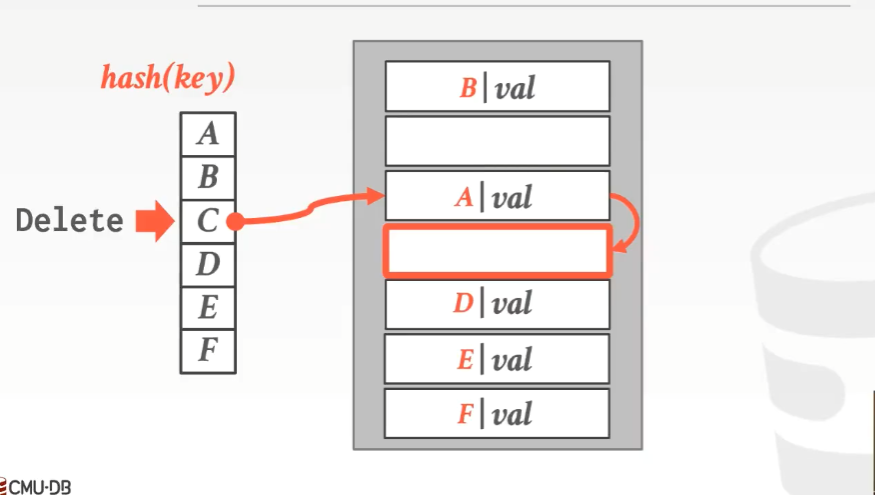 hash(key)
A
B
C
D
E
F
Delete
B|val
A|val
D|val
E|val
F|val
CMU·DB